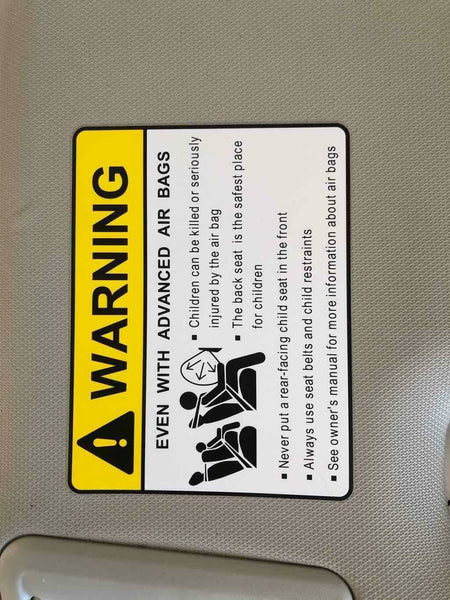 WARNING
EVEN WITH ADVANCED AIR BAGS
▪ Children can be killed or seriously
injured by the air bag
▪ The back seat is the safest place
for children
▪ Never put a rear-facing child seat in the front
▪ Always use seat belts and child restraints
▪ See owner's manual for more information about air bags